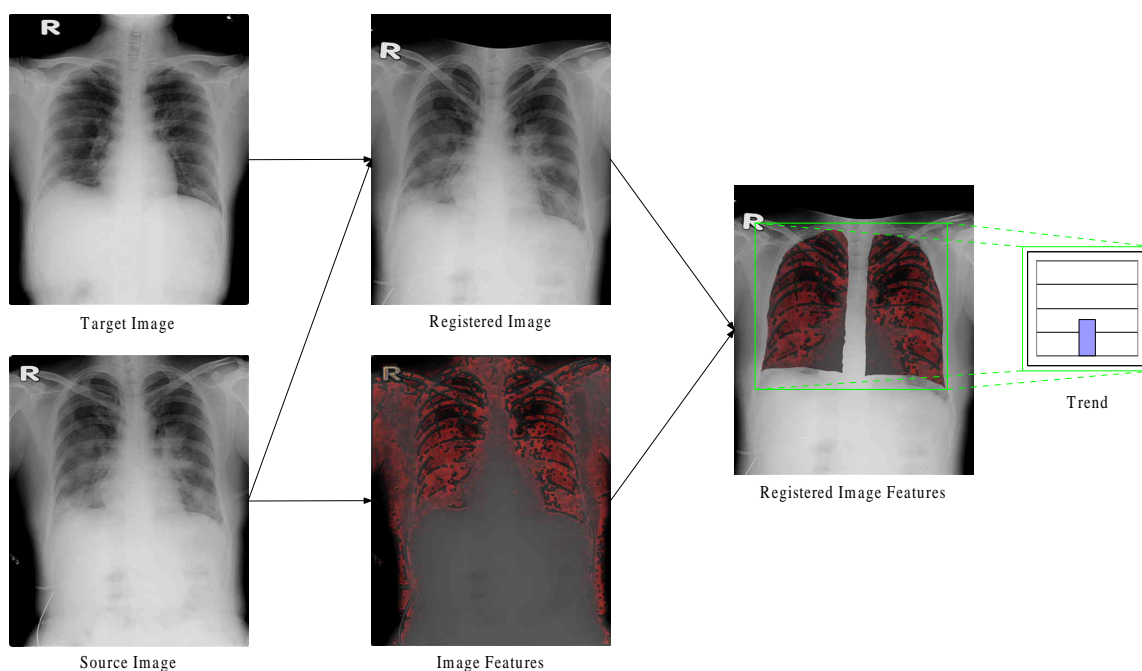 R
Target Image
R
Registered Image
R
Source Image
R
Image Features
R
Registered Image Features
Trend